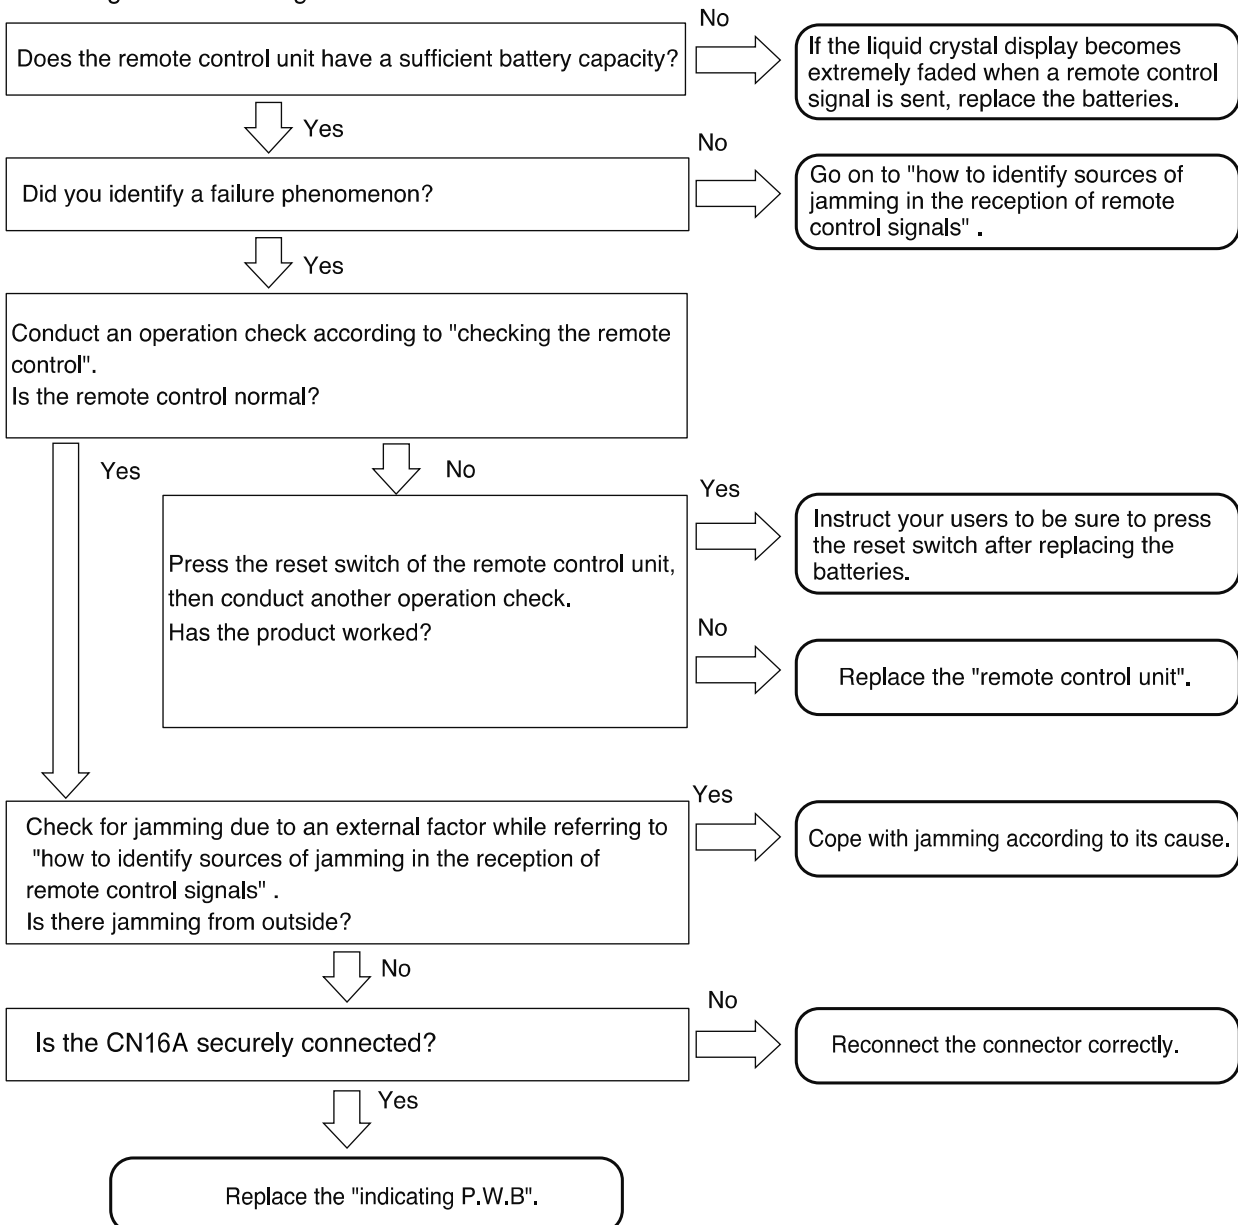 No
Does the remote control unit have a sufficient battery capacity?
If the liquid crystal display becomes
extremely faded when a remote control
signal is sent, replace the batteries.
Yes
No
Did you identify a failure phenomenon?
Go on to "how to identify sources of
jamming in the reception of remote
control signals" .
Yes
Conduct an operation check according to "checking the remote
control".
Is the remote control normal?
Yes
No
Press the reset switch of the remote control unit,
then conduct another operation check.
Has the product worked?
Yes
Instruct your users to be sure to press
the reset switch after replacing the
batteries.
No
Replace the "remote control unit".
Check for jamming due to an external factor while referring to
"how to identify sources of jamming in the reception of
remote control signals" .
Is there jamming from outside?
Yes
Cope with jamming according to its cause.
No
Is the CN16A securely connected?
No
Reconnect the connector correctly.
Yes
Replace the "indicating P.W.B".